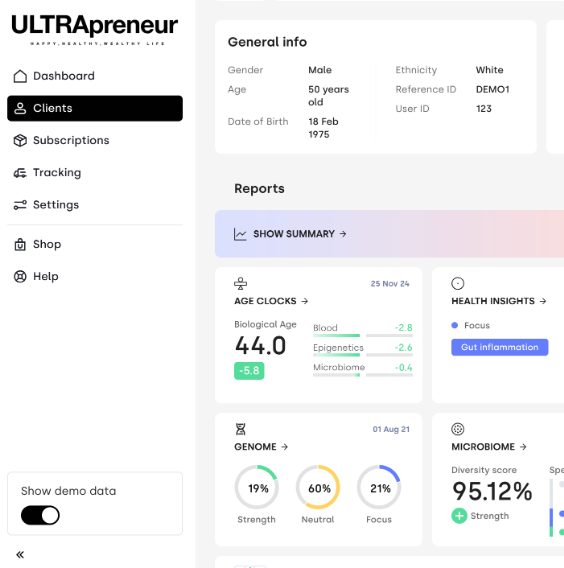 ULTRApreneur
HAPPY, HEALTHY, WEALTHY LIFE
Dashboard
Clients
Subscriptions
Tracking
Settings
Shop
Help
Show demo data
General info
Gender Male
Age 50 years
old
Date of Birth 18 Feb
1975
Ethnicity White
Reference ID DEMO1
User ID 123
Reports
SHOW SUMMARY →
25 Nov 24
AGE CLOCKS →
Biological Age
44.0
-5.8
Blood -2.8
Epigenetics -2.6
Microbiome -0.4
HEALTH INSIGHTS →
Focus
Gut inflammation
01 Aug 21
GENOME →
19% 60% 21%
Strength Neutral Focus
MICROBIOME →
Diversity score
95.12%
Strength
Spe